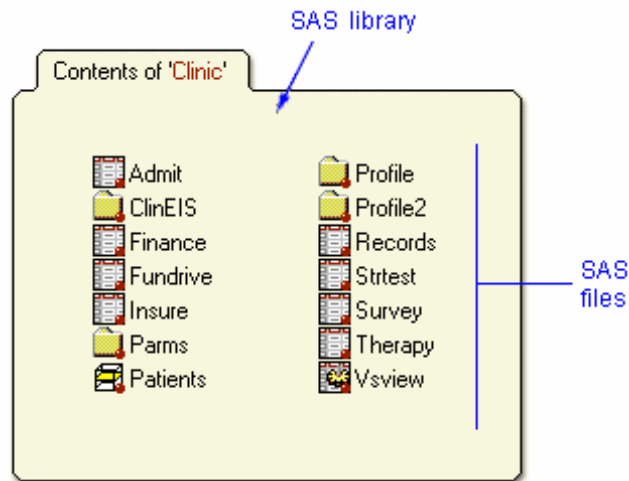 SAS library
Contents of 'Clinic'
Admit
ClinEIS
Finance
Fundrive
Insure
Parms
Patients
Profile
Profile2
Records
Strtest
Survey
Therapy
Vsview
SAS
files